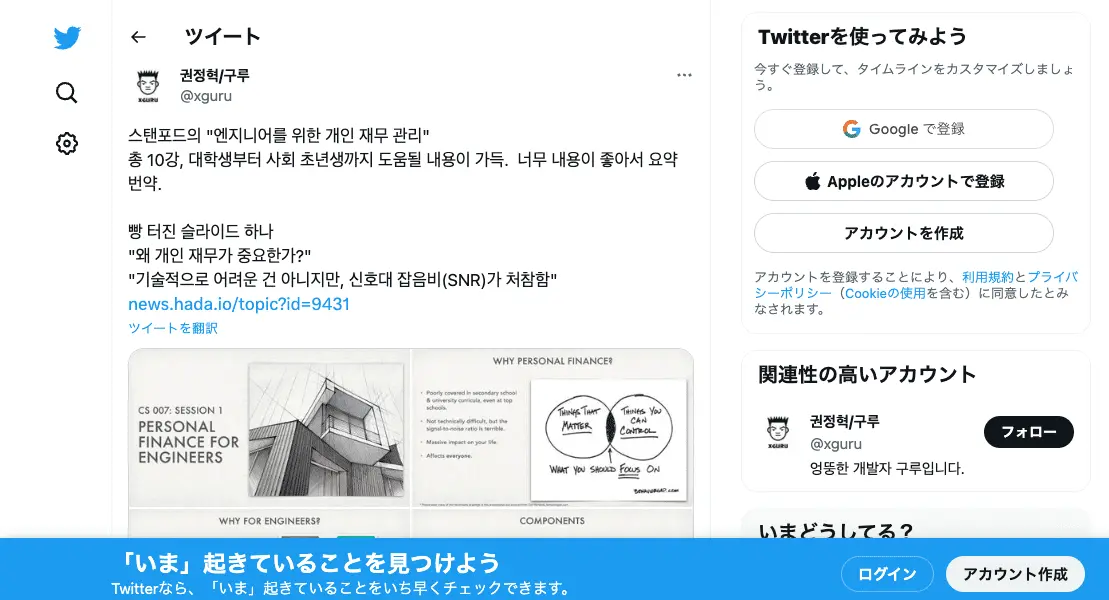 ツイート
권정혁/구루
@xguru
스탠포드의 "엔지니어를 위한 개인 재무 관리"
총 10강, 대학생부터 사회 초년생까지 도움될 내용이 가득.  너무 내용이 좋아서 요약
번약.
빵 터진 슬라이드 하나
"왜 개인 재무가 중요한가?"
"기술적으로 어려운 건 아니지만, 신호대 잡음비(SNR)가 처참함"
news.hada.io/topic?id=9431
ツイートを翻訳
CS 007: SESSION 1
PERSONAL
FINANCE FOR
ENGINEERS
WHY PERSONAL FINANCE?
• Poorly covered in secondary school
& university curricula, even at top
schools.
• Not technically difficult, but the
signal-to-noise ratio is terrible.
• Massive impact on your life.
• Affects everyone.
THINGS THAT
MATTER
THINGS YOU
CAN
CONTROL
WHAT YOU SHOULD FOCUS ON
WHY FOR ENGINEERS?
COMPONENTS
Twitterを使ってみよう
今すぐ登録して、タイムラインをカスタマイズしましょ
う。
Google で登録
Appleのアカウントで登録
アカウントを作成
アカウントを登録することにより、利用規約とプライバ
シーポリシー（Cookieの使用を含む）に同意したとみ
なされます。
関連性の高いアカウント
권정혁/구루
@xguru
フォロー
엉뚱한 개발자 구루입니다.
いまどうしてる？
「いま」起きていることを見つけよう
Twitterなら、「いま」起きていることをいち早くチェックできます。
ログイン
アカウント作成